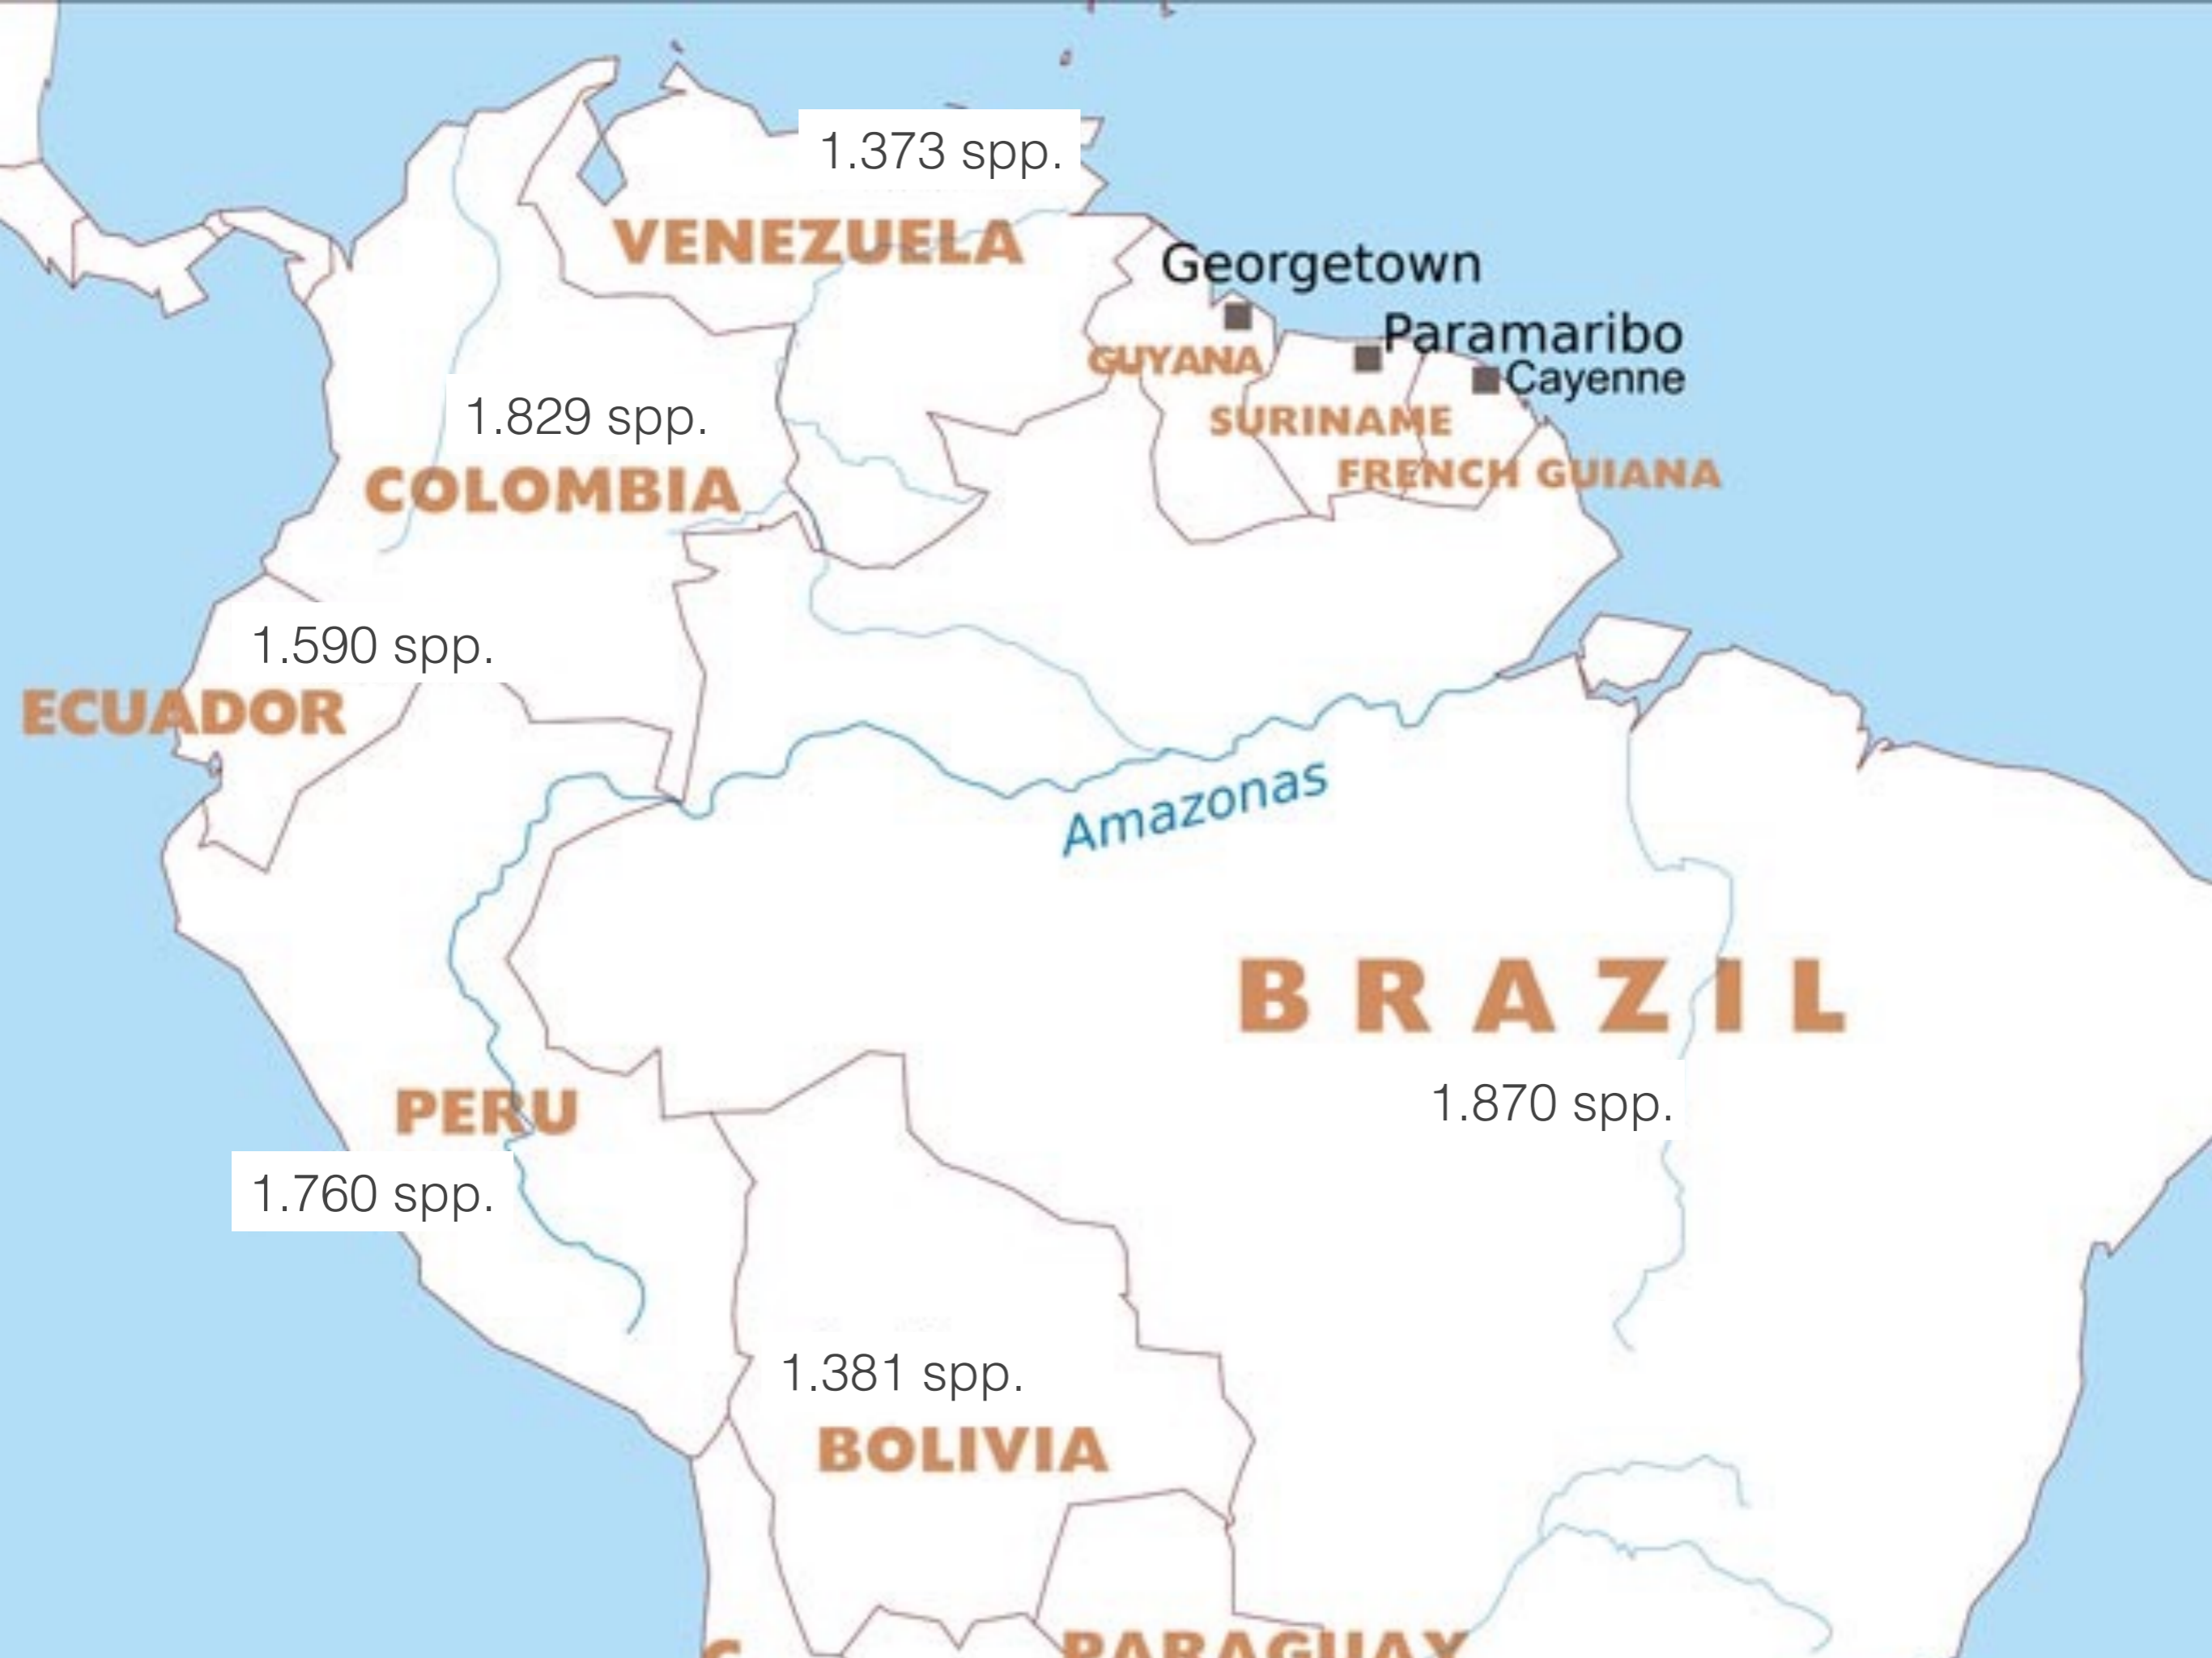 1.373 spp.
VENEZUELA
Georgetown
Paramaribo
GUYANA
Cayenne
1.829 spp.
SURINAME
FRENCH GUIANA
COLOMBIA
1.590 spp.
ECUADOR
Amazonas
BRAZIL
1.870 spp.
PERU
1.760 spp.
1.381 spp.
BOLIVIA
PARAGUAY